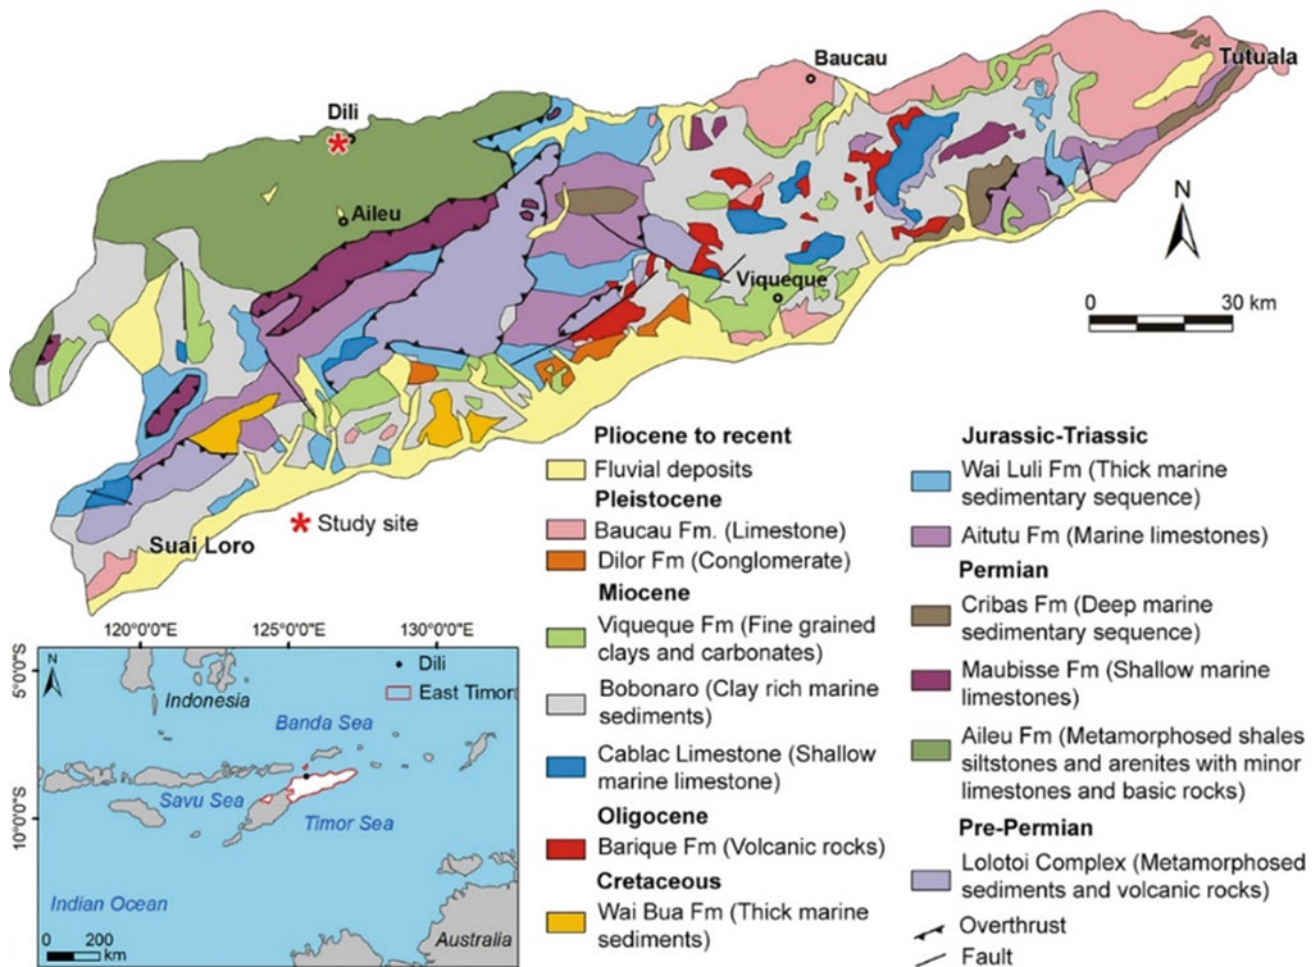 Baucau
Tutuala
Dili
Aileu
N
Viqueque
0 30 km
Suai Loro
Study site
Pliocene to recent
Fluvial deposits
Pleistocene
Baucau Fm. (Limestone)
Dilor Fm (Conglomerate)
Miocene
Viqueque Fm (Fine grained
clays and carbonates)
Bobonaro (Clay rich marine
sediments)
Cablac Limestone (Shallow
marine limestone)
Oligocene
Barique Fm (Volcanic rocks)
Cretaceous
Wai Bua Fm (Thick marine
sediments)
Jurassic-Triassic
Wai Luli Fm (Thick marine
sedimentary sequence)
Aitutu Fm (Marine limestones)
Permian
Cribas Fm (Deep marine
sedimentary sequence)
Maubisse Fm (Shallow marine
limestones)
Aileu Fm (Metamorphosed shales
siltstones and arenites with minor
limestones and basic rocks)
Pre-Permian
Lolotoi Complex (Metamorphosed
sediments and volcanic rocks)
Overthrust
Fault
120°0'0"E 125°0'0"E 130°0'0"E
5°0'0"S
10°0'0"S
N
Dili
East Timor
Indonesia
Banda Sea
Savu Sea
Timor Sea
Indian Ocean
Australia
0 200
km